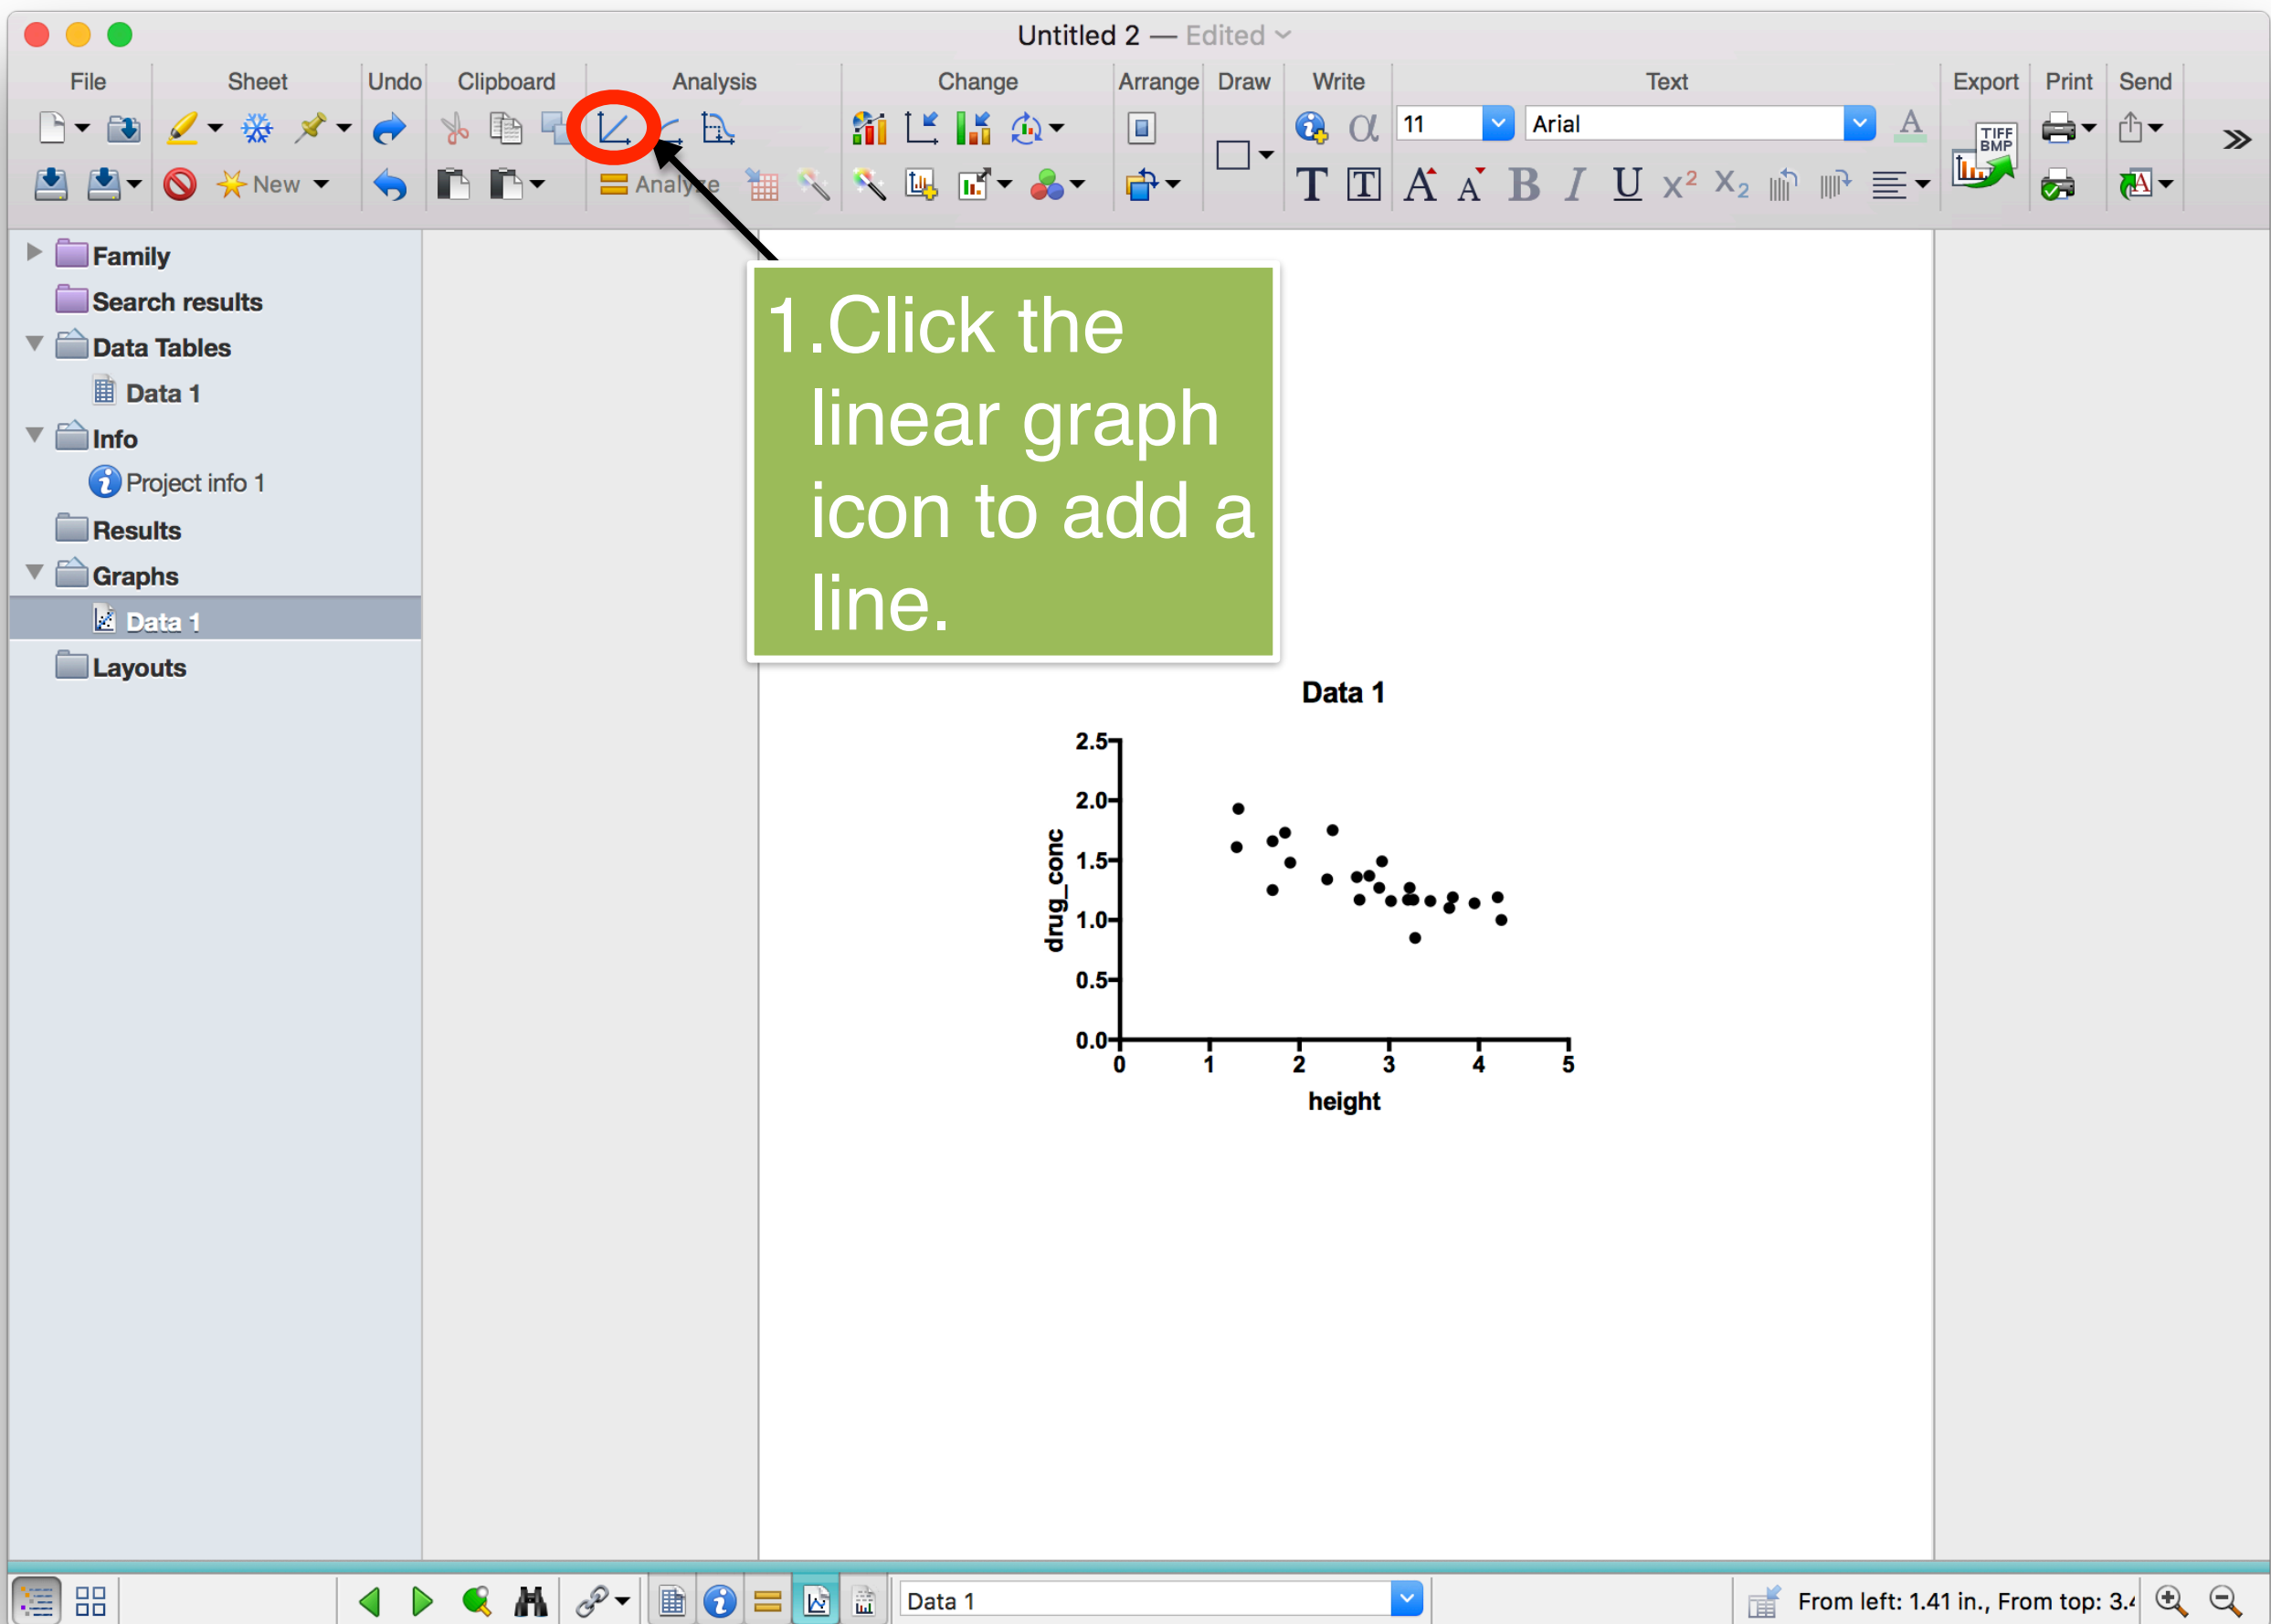 Untitled 2 — Edited
File Sheet Undo Clipboard Analysis Change Arrange Draw Write Text Export Print Send
α 11 Arial A TIFF
BMP
New Analyze T T A A B I U x² X₂ A
Family
Search results
Data Tables
Data 1
Info
Project info 1
Results
Graphs
Data 1
Layouts
1.Click the
linear graph
icon to add a
line.
Data 1
2.5
2.0
1.5
1.0
0.5
0.0
drug_conc
0 1 2 3 4 5
height
Data 1
From left: 1.41 in., From top: 3.4